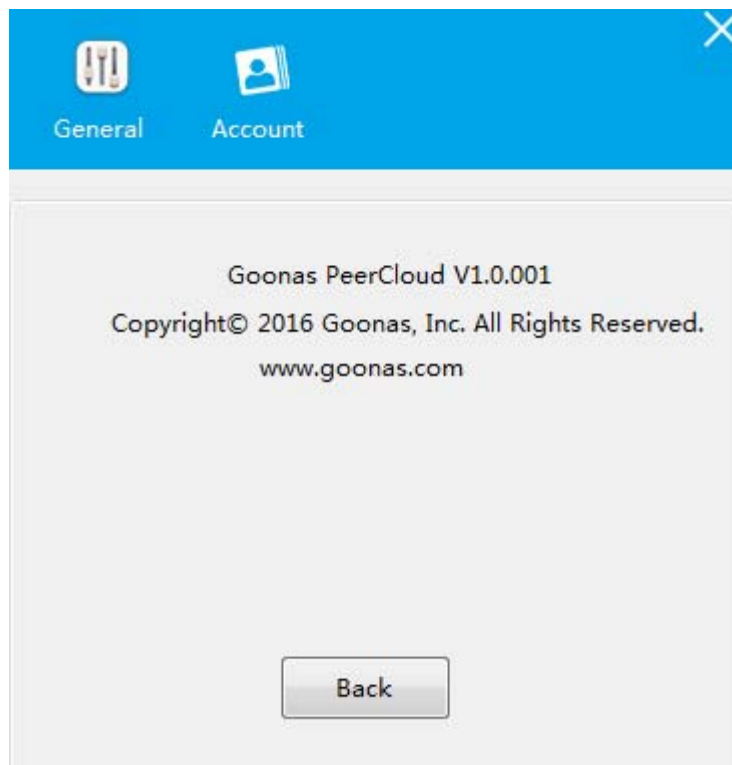 General
Account
Goonas PeerCloud V1.0.001
Copyright© 2016 Goonas, Inc. All Rights Reserved.
www.goonas.com
Back